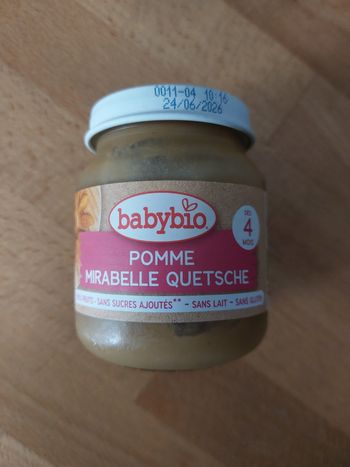 0011-04 10:16
24/06/2026
babybio
DÈS
4
MOIS
POMME
MIRABELLE QUETSCHE
FRUITS - SANS SUCRES AJOUTÉS** - SANS LAIT - SANS GLUTEN